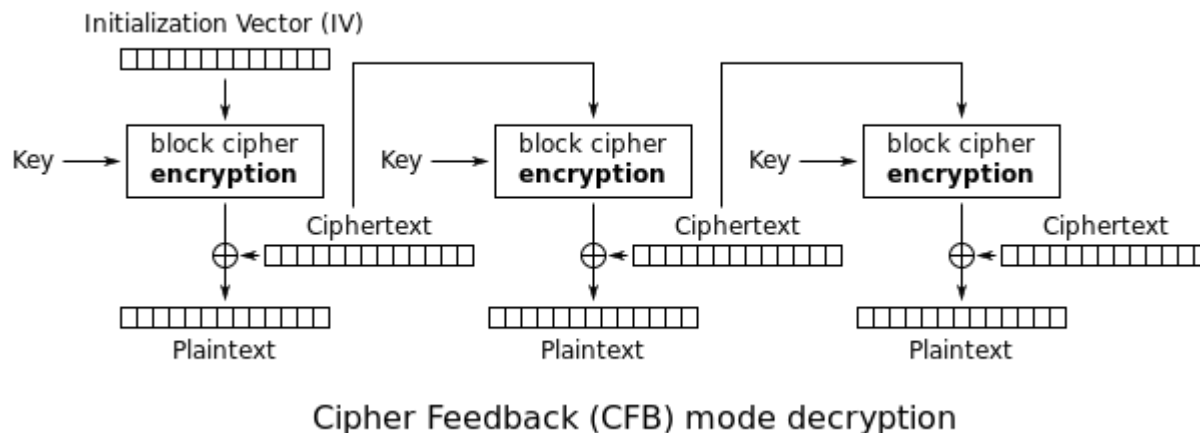 Initialization Vector (IV)
Key
block cipher
encryption
Ciphertext
Plaintext
Key
block cipher
encryption
Ciphertext
Plaintext
Key
block cipher
encryption
Ciphertext
Plaintext
Cipher Feedback (CFB) mode decryption